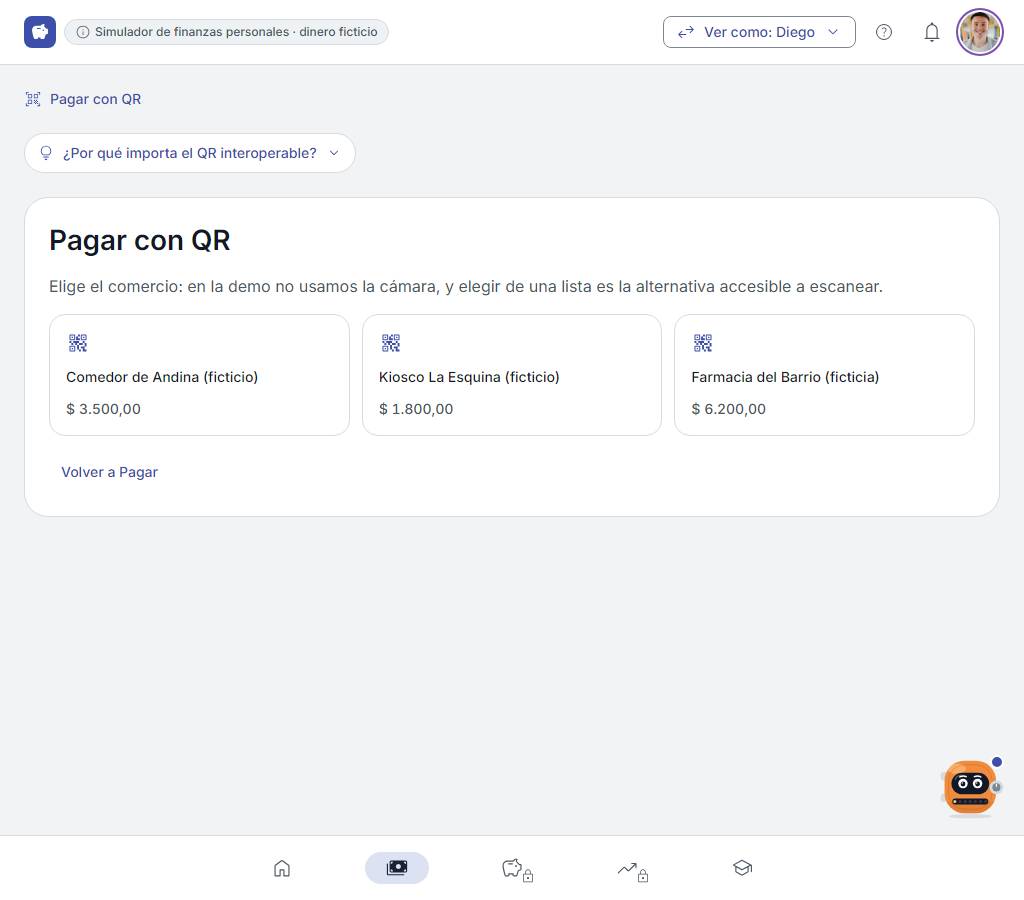 Simulador de finanzas personales · dinero ficticio
Ver como: Diego
Pagar con QR
¿Por qué importa el QR interoperable?
Pagar con QR
Elige el comercio: en la demo no usamos la cámara, y elegir de una lista es la alternativa accesible a escanear.
Comedor de Andina (ficticio)
$ 3.500,00
Kiosco La Esquina (ficticio)
$ 1.800,00
Farmacia del Barrio (ficticia)
$ 6.200,00
Volver a Pagar